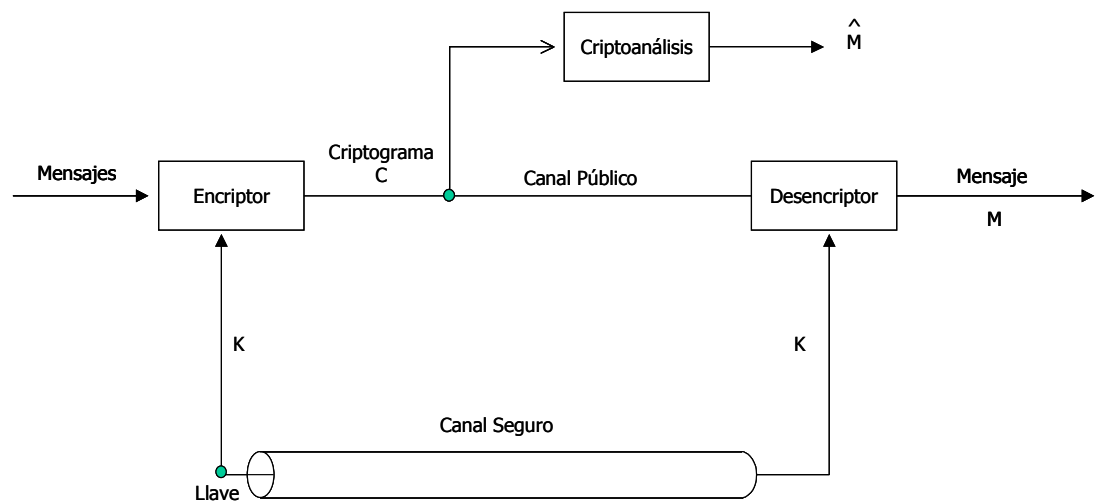 Criptoanálisis
^
M
Mensajes
Encriptor
Criptograma
C
Canal Público
Desencriptor
Mensaje
M
K
K
Canal Seguro
Llave